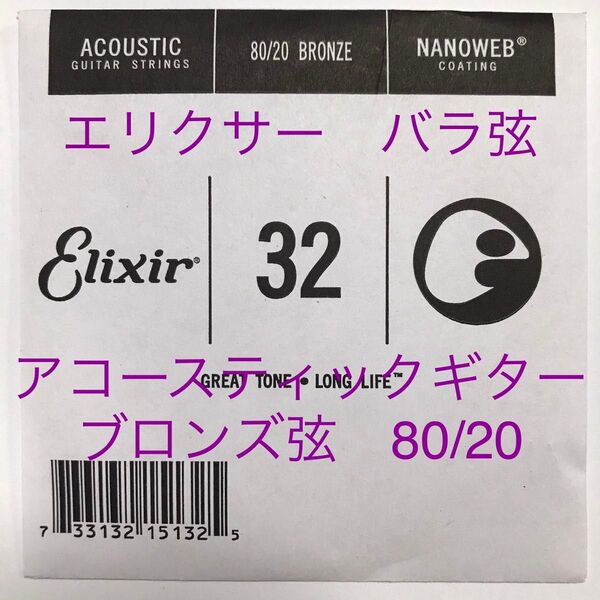 ACOUSTIC
GUITAR STRINGS
80/20 BRONZE
NANOWEB®
COATING
エリクサー　バラ弦
Elixir®
32
アコースティックギター
GREAT TONE • LONG LIFE™
ブロンズ弦　80/20
7 33132 15132 5